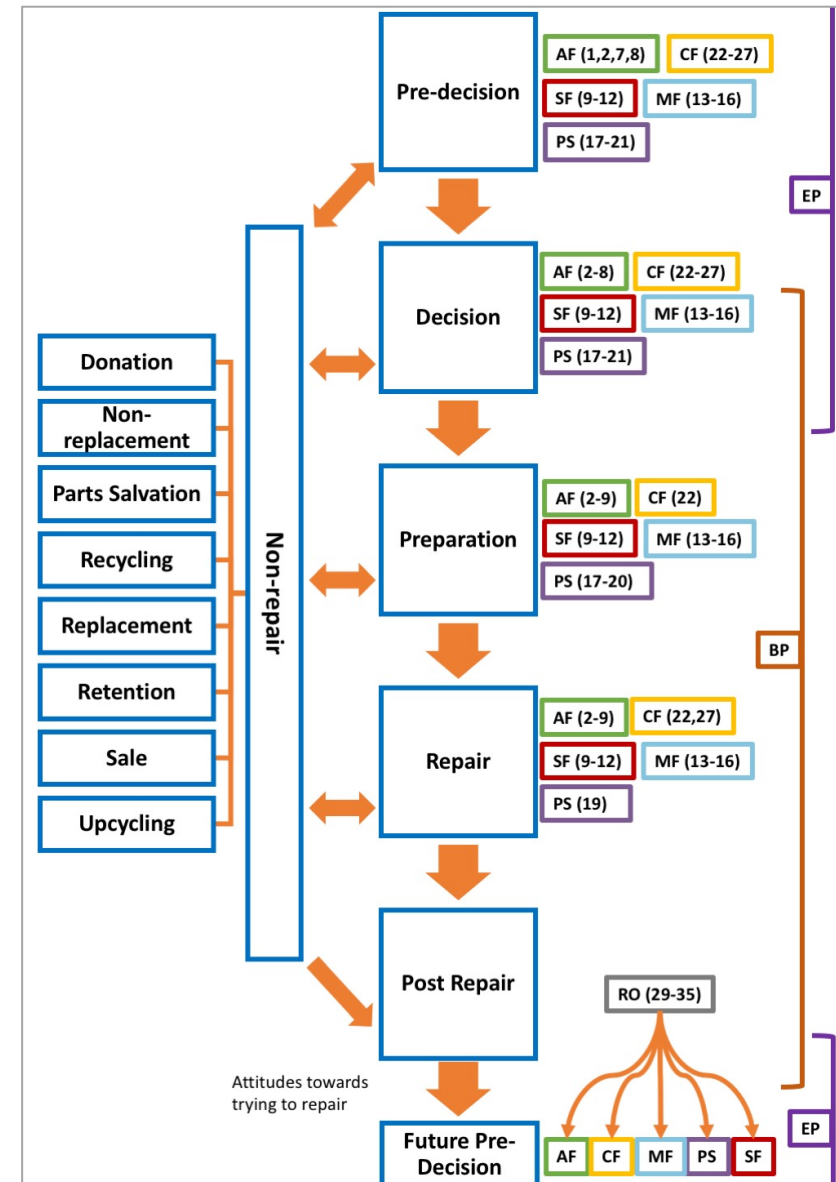 Pre-decision
AF (1,2,7,8)
CF (22-27)
SF (9-12)
MF (13-16)
PS (17-21)
EP
Decision
AF (2-8)
CF (22-27)
SF (9-12)
MF (13-16)
PS (17-21)
Donation
Non-
replacement
Parts Salvation
Recycling
Replacement
Retention
Sale
Upcycling
Non-repair
Preparation
AF (2-9)
CF (22)
SF (9-12)
MF (13-16)
PS (17-20)
BP
Repair
AF (2-9)
CF (22,27)
SF (9-12)
MF (13-16)
PS (19)
Post Repair
RO (29-35)
Attitudes towards
trying to repair
EP
Future Pre-
Decision
AF
CF
MF
PS
SF